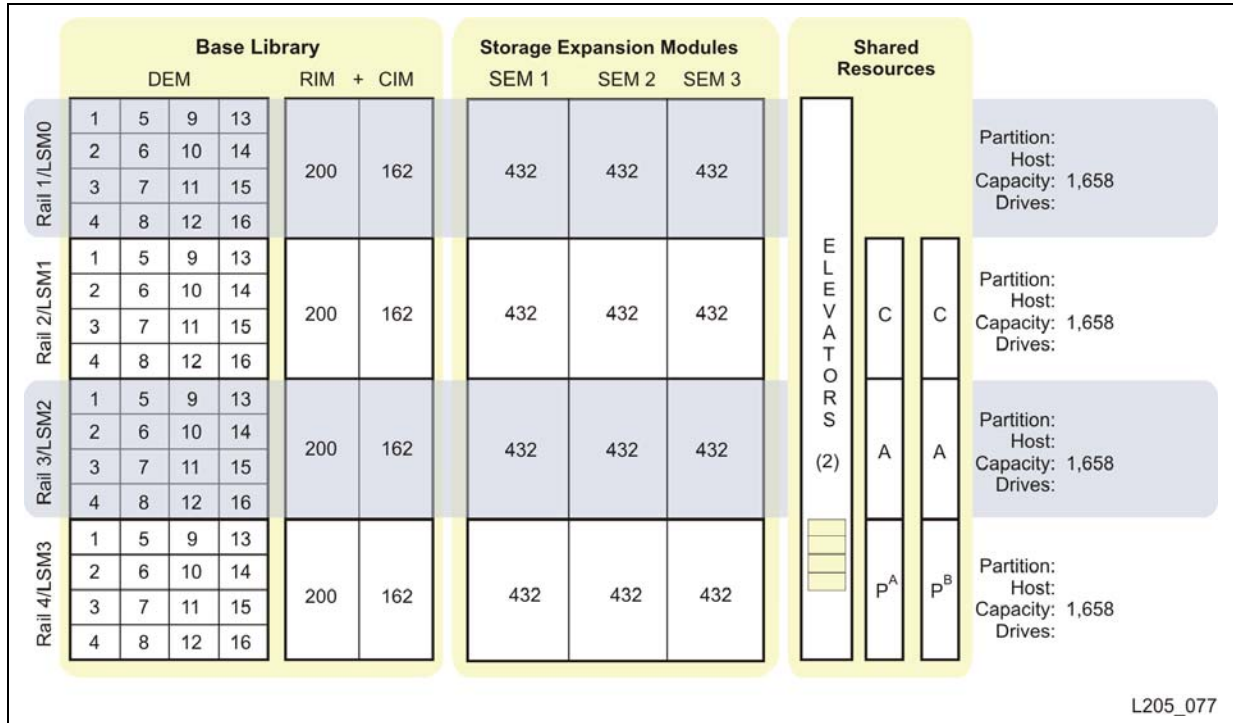 Base Library
Storage Expansion Modules
Shared
Resources
DEM
RIM + CIM
SEM 1 SEM 2 SEM 3
Rail 1/LSM0
1 5 9 13
2 6 10 14
3 7 11 15
4 8 12 16
200 162
432 432 432
Partition:
Host:
Capacity: 1,658
Drives:
Rail 2/LSM1
1 5 9 13
2 6 10 14
3 7 11 15
4 8 12 16
200 162
432 432 432
C C
Partition:
Host:
Capacity: 1,658
Drives:
Rail 3/LSM2
1 5 9 13
2 6 10 14
3 7 11 15
4 8 12 16
200 162
432 432 432
A A
Partition:
Host:
Capacity: 1,658
Drives:
Rail 4/LSM3
1 5 9 13
2 6 10 14
3 7 11 15
4 8 12 16
200 162
432 432 432
P^A P^B
Partition:
Host:
Capacity: 1,658
Drives:
ELEVATORS
(2)
L205_077